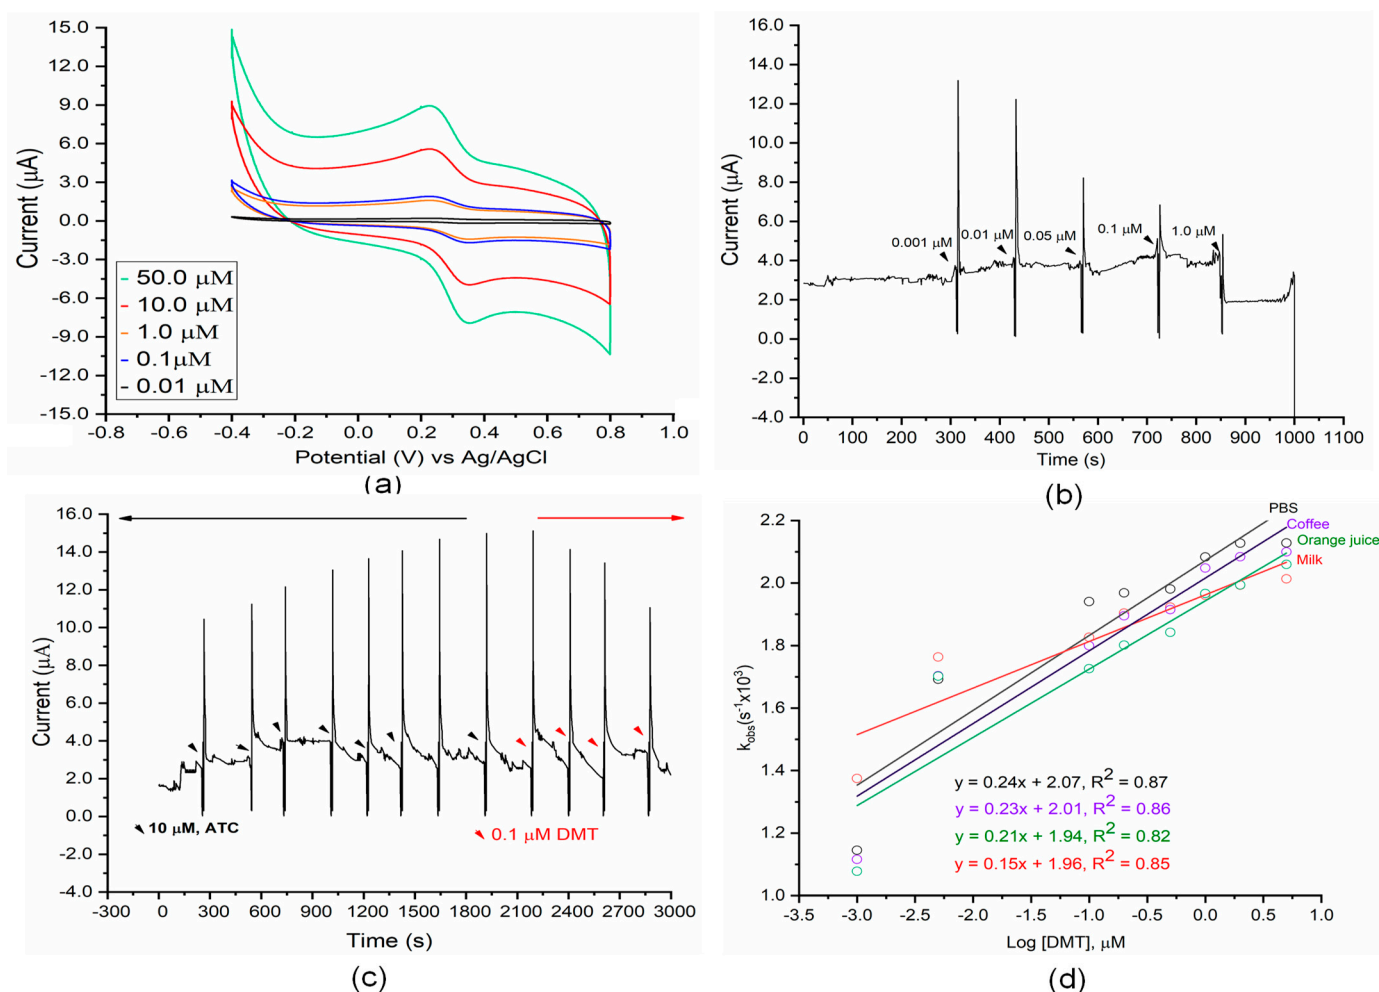 15.0
12.0
9.0
6.0
3.0
0.0
-3.0
-6.0
-9.0
-12.0
-15.0
Current (µA)
50.0 µM
10.0 µM
1.0 µM
0.1µM
0.01 µM
-0.8 -0.6 -0.4 -0.2 0.0 0.2 0.4 0.6 0.8 1.0
Potential (V) vs Ag/AgCl
(a)
16.0
14.0
12.0
10.0
8.0
6.0
4.0
2.0
0.0
-2.0
-4.0
Current (µA)
0.001 µM
0.01 µM
0.05 µM
0.1 µM
1.0 µM
0 100 200 300 400 500 600 700 800 900 1000 1100
Time (s)
(b)
16.0
14.0
12.0
10.0
8.0
6.0
4.0
2.0
0.0
-2.0
-4.0
Current (µA)
10 µM, ATC
0.1 µM DMT
-300 0 300 600 900 1200 1500 1800 2100 2400 2700 3000
Time (s)
(c)
2.2
2.0
1.8
1.6
1.4
1.2
1.0
kobs(s-1x103)
PBS
Coffee
Orange juice
Milk
y = 0.24x + 2.07, R2 = 0.87
y = 0.23x + 2.01, R2 = 0.86
y = 0.21x + 1.94, R2 = 0.82
y = 0.15x + 1.96, R2 = 0.85
-3.5 -3.0 -2.5 -2.0 -1.5 -1.0 -0.5 0.0 0.5 1.0
Log [DMT], µM
(d)